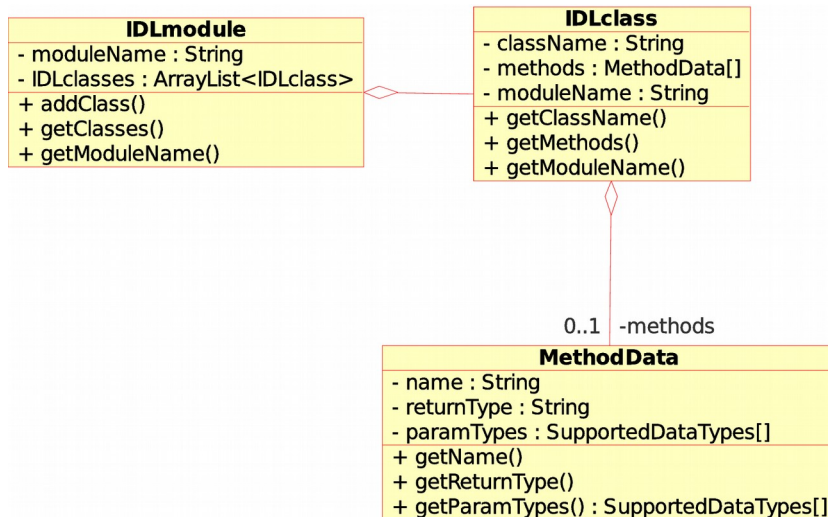 IDLmodule
- moduleName : String
- IDLclasses : ArrayList<IDLclass>
+ addClass()
+ getClasses()
+ getModuleName()
IDLclass
- className : String
- methods : MethodData[]
- moduleName : String
+ getClassName()
+ getMethods()
+ getModuleName()
0..1 -methods
MethodData
- name : String
- returnType : String
- paramTypes : SupportedDataTypes[]
+ getName()
+ getReturnType()
+ getParamTypes() : SupportedDataTypes[]